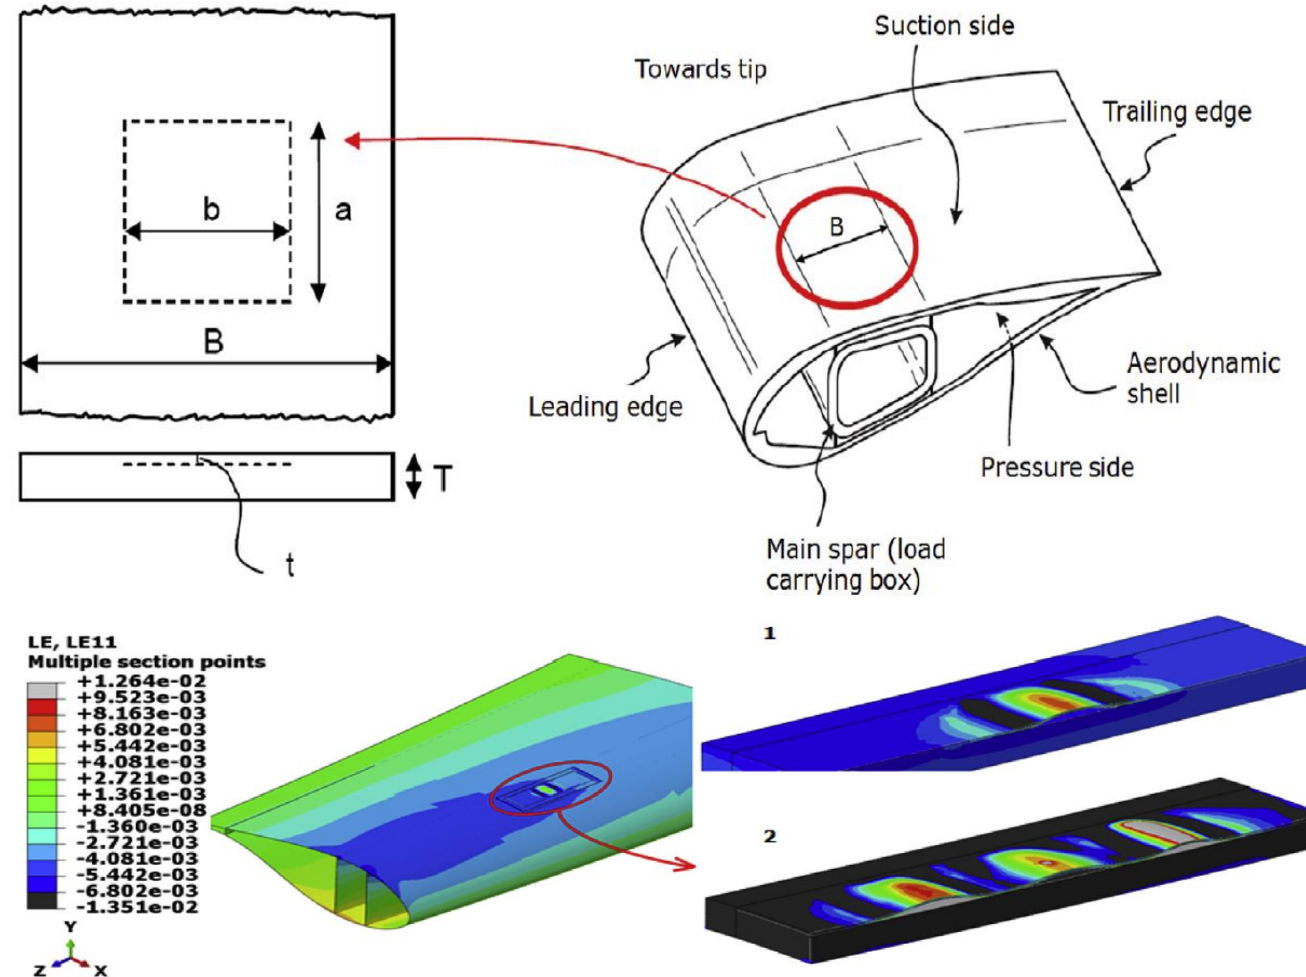 Suction side
Towards tip
Trailing edge
b
a
B
B
Leading edge
Aerodynamic
shell
Pressure side
T
t
Main spar (load
carrying box)
LE, LE11
Multiple section points
+1.264e-02
+9.523e-03
+8.163e-03
+6.802e-03
+5.442e-03
+4.081e-03
+2.721e-03
+1.361e-03
+8.405e-08
-1.360e-03
-2.721e-03
-4.081e-03
-5.442e-03
-6.802e-03
-1.351e-02
Y
Z
X
1
2